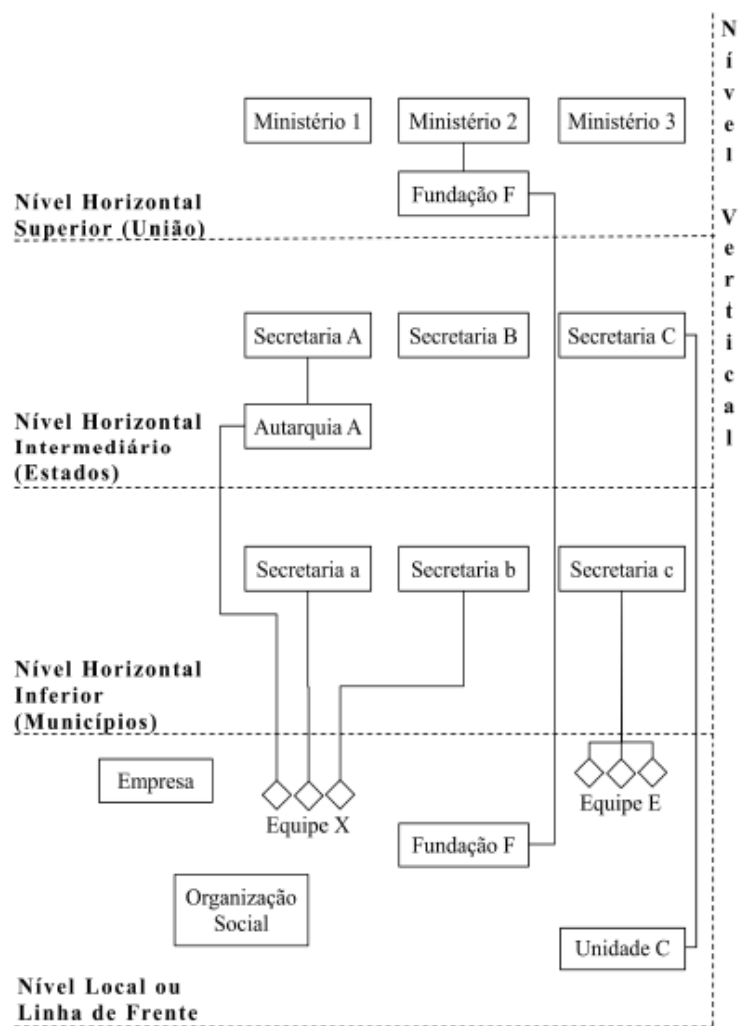 Ministério 1
Ministério 2
Ministério 3
Fundação F
Nível Horizontal
Superior (União)
Secretaria A
Secretaria B
Secretaria C
Autarquia A
Nível Horizontal
Intermediário
(Estados)
Secretaria a
Secretaria b
Secretaria c
Nível Horizontal
Inferior
(Municípios)
Empresa
Equipe X
Equipe E
Fundação F
Organização
Social
Unidade C
Nível Local ou
Linha de Frente
Nível Vertical